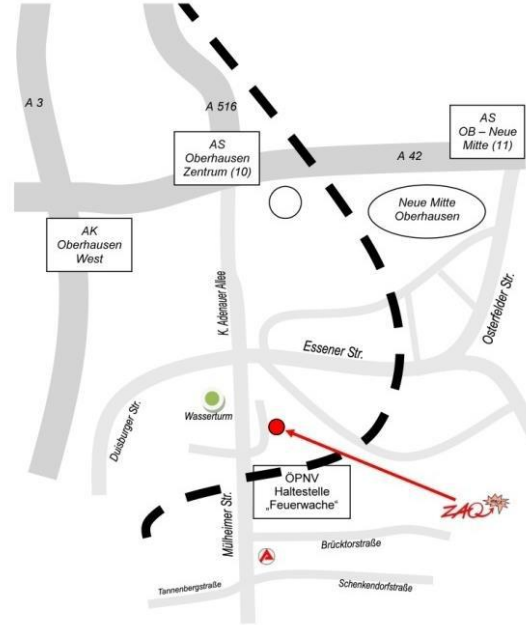 A 3
A 516
AS
OB – Neue
Mitte (11)
AS
Oberhausen
Zentrum (10)
A 42
Neue Mitte
Oberhausen
AK
Oberhausen
West
K. Adenauer Allee
Osterfelder Str.
Essener Str.
Duisburger Str.
Wasserturm
ÖPNV
Haltestelle
„Feuerwache“
Mülheimer Str.
ZAQ
Brücktorstraße
Tannenbergstraße
Schenkendorfstraße